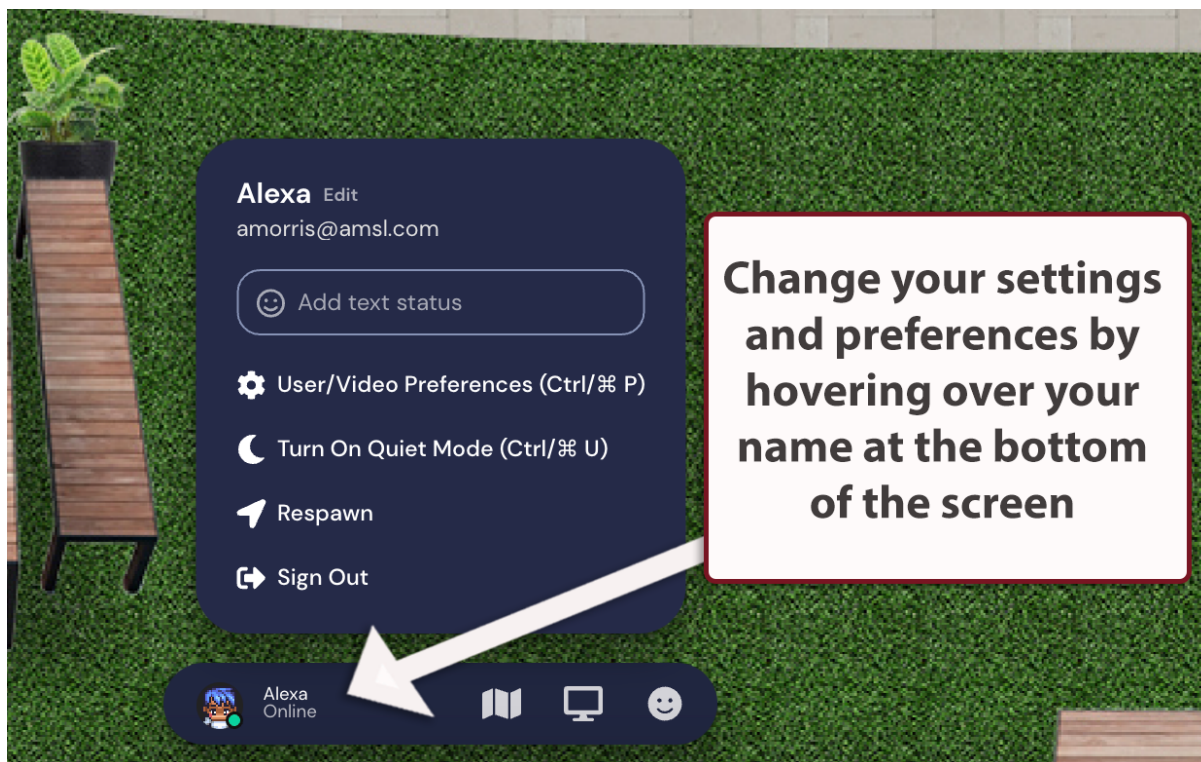 Alexa Edit
amorris@amsl.com
Add text status
User/Video Preferences (Ctrl/⌘ P)
Turn On Quiet Mode (Ctrl/⌘ U)
Respawn
Sign Out
Change your settings
and preferences by
hovering over your
name at the bottom
of the screen
Alexa
Online